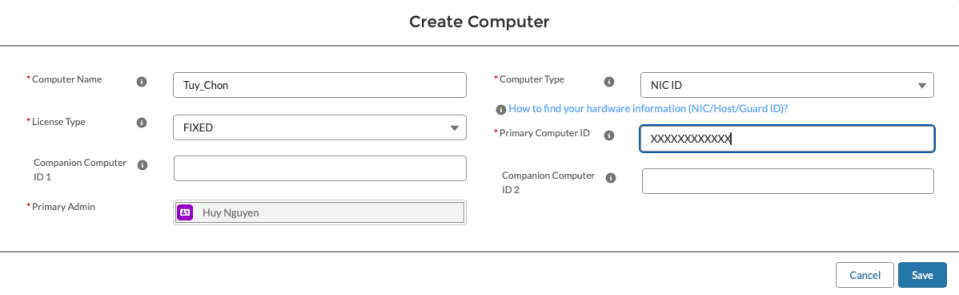 Create Computer
* Computer Name
Tuy_Chon
* Computer Type
NIC ID
How to find your hardware information (NIC/Host/Guard ID)?
* License Type
FIXED
* Primary Computer ID
XXXXXXXXXXXX
Companion Computer
ID 1
Companion Computer
ID 2
* Primary Admin
Huy Nguyen
Cancel
Save